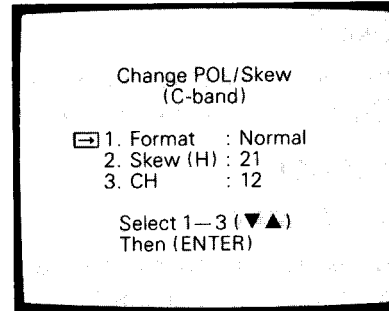 Change POL/Skew
(C-band)
→ 1. Format : Normal
2. Skew (H) : 21
3. CH : 12
Select 1—3 (▼▲)
Then (ENTER)